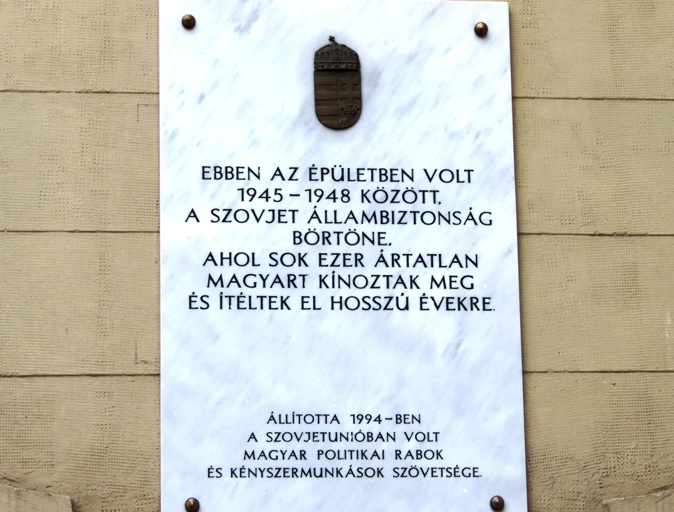 EBBEN AZ ÉPÜLETBEN VOLT
1945–1948 KÖZÖTT,
A SZOVJET ÁLLAMBIZTONSÁG
BÖRTÖNE,
AHOL SOK EZER ÁRTATLAN
MAGYART KÍNOZTAK MEG
ÉS ÍTÉLTEK EL HOSSZÚ ÉVEKRE.
ÁLLÍTOTTA 1994–BEN
A SZOVJETUNIÓBAN VOLT
MAGYAR POLITIKAI RABOK
ÉS KÉNYSZERMUNKÁSOK SZÖVETSÉGE.